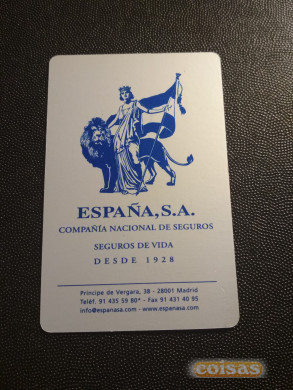 ESPAÑA, S.A.
COMPAÑÍA NACIONAL DE SEGUROS
SEGUROS DE VIDA
DESDE 1928
Príncipe de Vergara, 38 - 28001 Madrid
Teléf. 91 435 59 80* - Fax 91 431 40 95
info@espanasa.com - www.espanasa.com
coisas